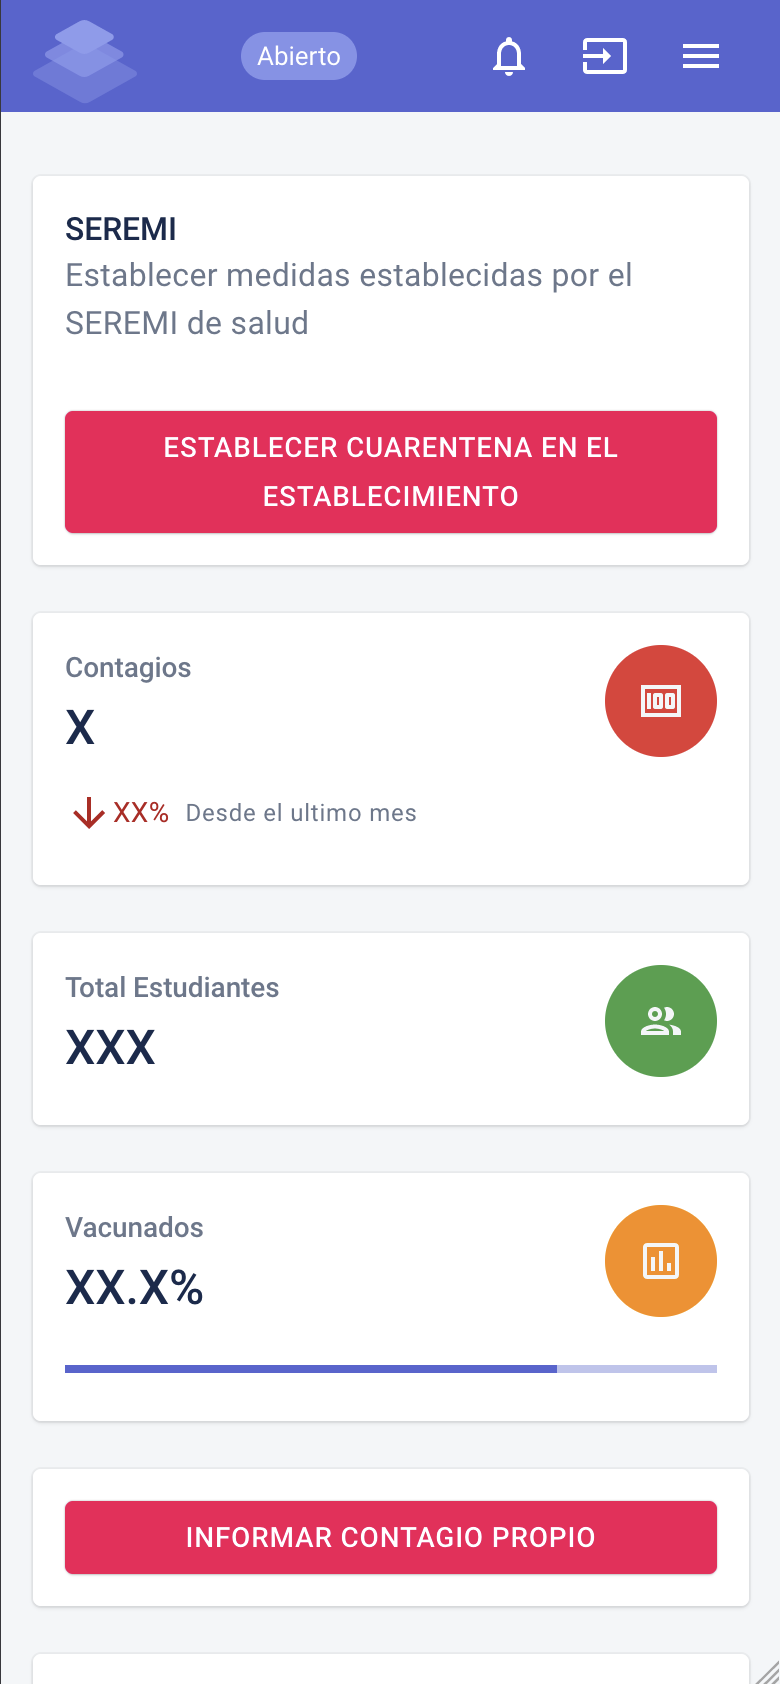 Abierto
SEREMI
Establecer medidas establecidas por el
SEREMI de salud
ESTABLECER CUARENTENA EN EL
ESTABLECIMIENTO
Contagios
X
100
XX% Desde el ultimo mes
Total Estudiantes
XXX
Vacunados
XX.X%
INFORMAR CONTAGIO PROPIO